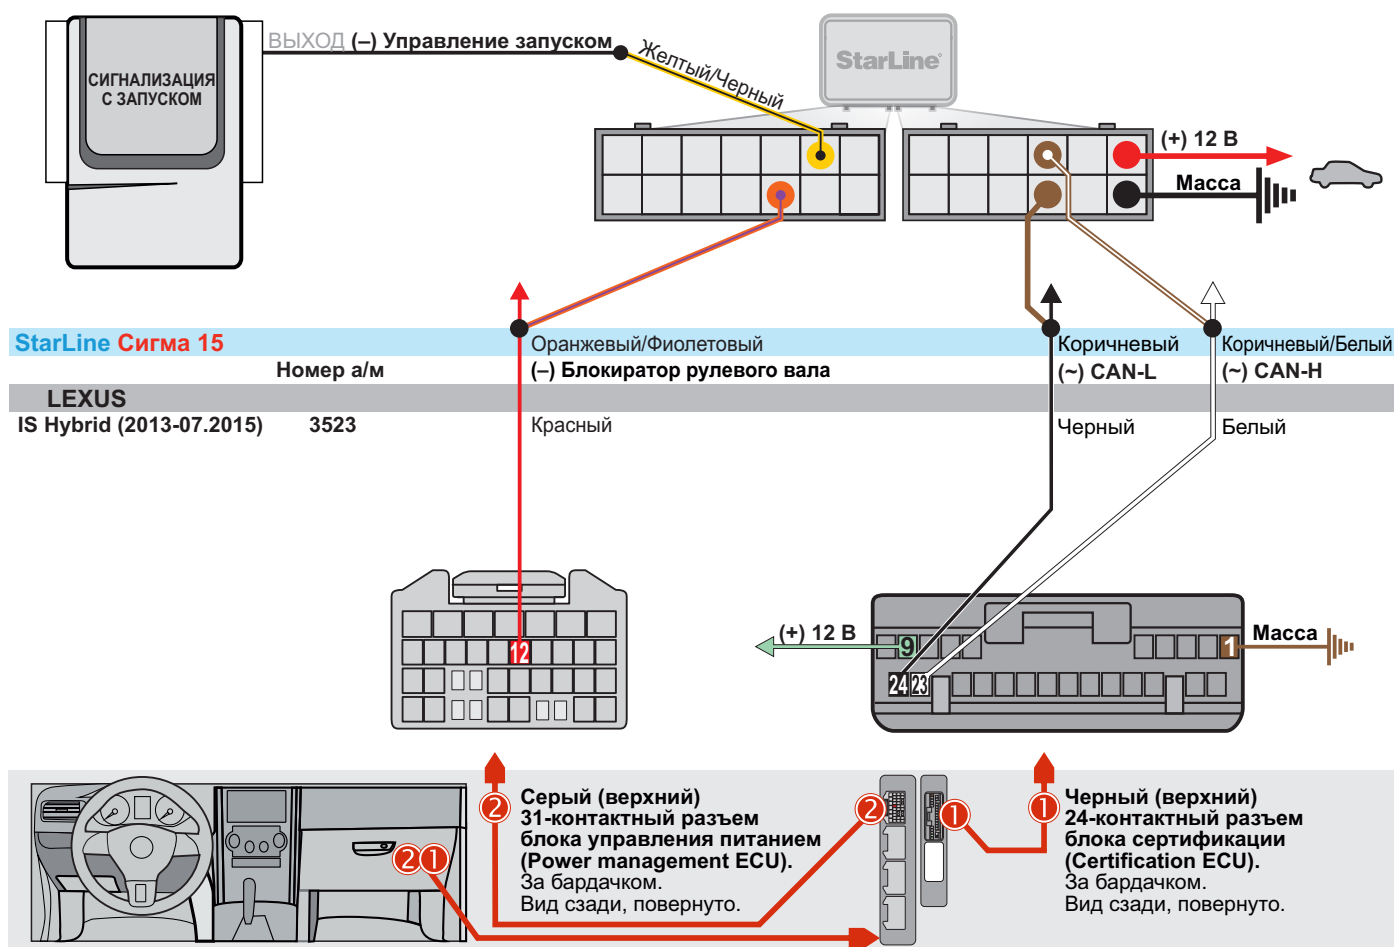 ВЫХОД (–) Управление запуском
Желтый/Черный
StarLine
СИГНАЛИЗАЦИЯ
С ЗАПУСКОМ
(+) 12 В
Масса
StarLine Сигма 15
Оранжевый/Фиолетовый
Коричневый
Коричневый/Белый
Номер а/м
(–) Блокиратор рулевого вала
(~) CAN-L
(~) CAN-H
LEXUS
IS Hybrid (2013-07.2015)
3523
Красный
Черный
Белый
12
(+) 12 В
9
1
Масса
24
23
2
Серый (верхний)
31-контактный разъем
блока управления питанием
(Power management ECU).
За бардачком.
Вид сзади, повернуто.
2
1
1
Черный (верхний)
24-контактный разъем
блока сертификации
(Certification ECU).
За бардачком.
Вид сзади, повернуто.
2
1